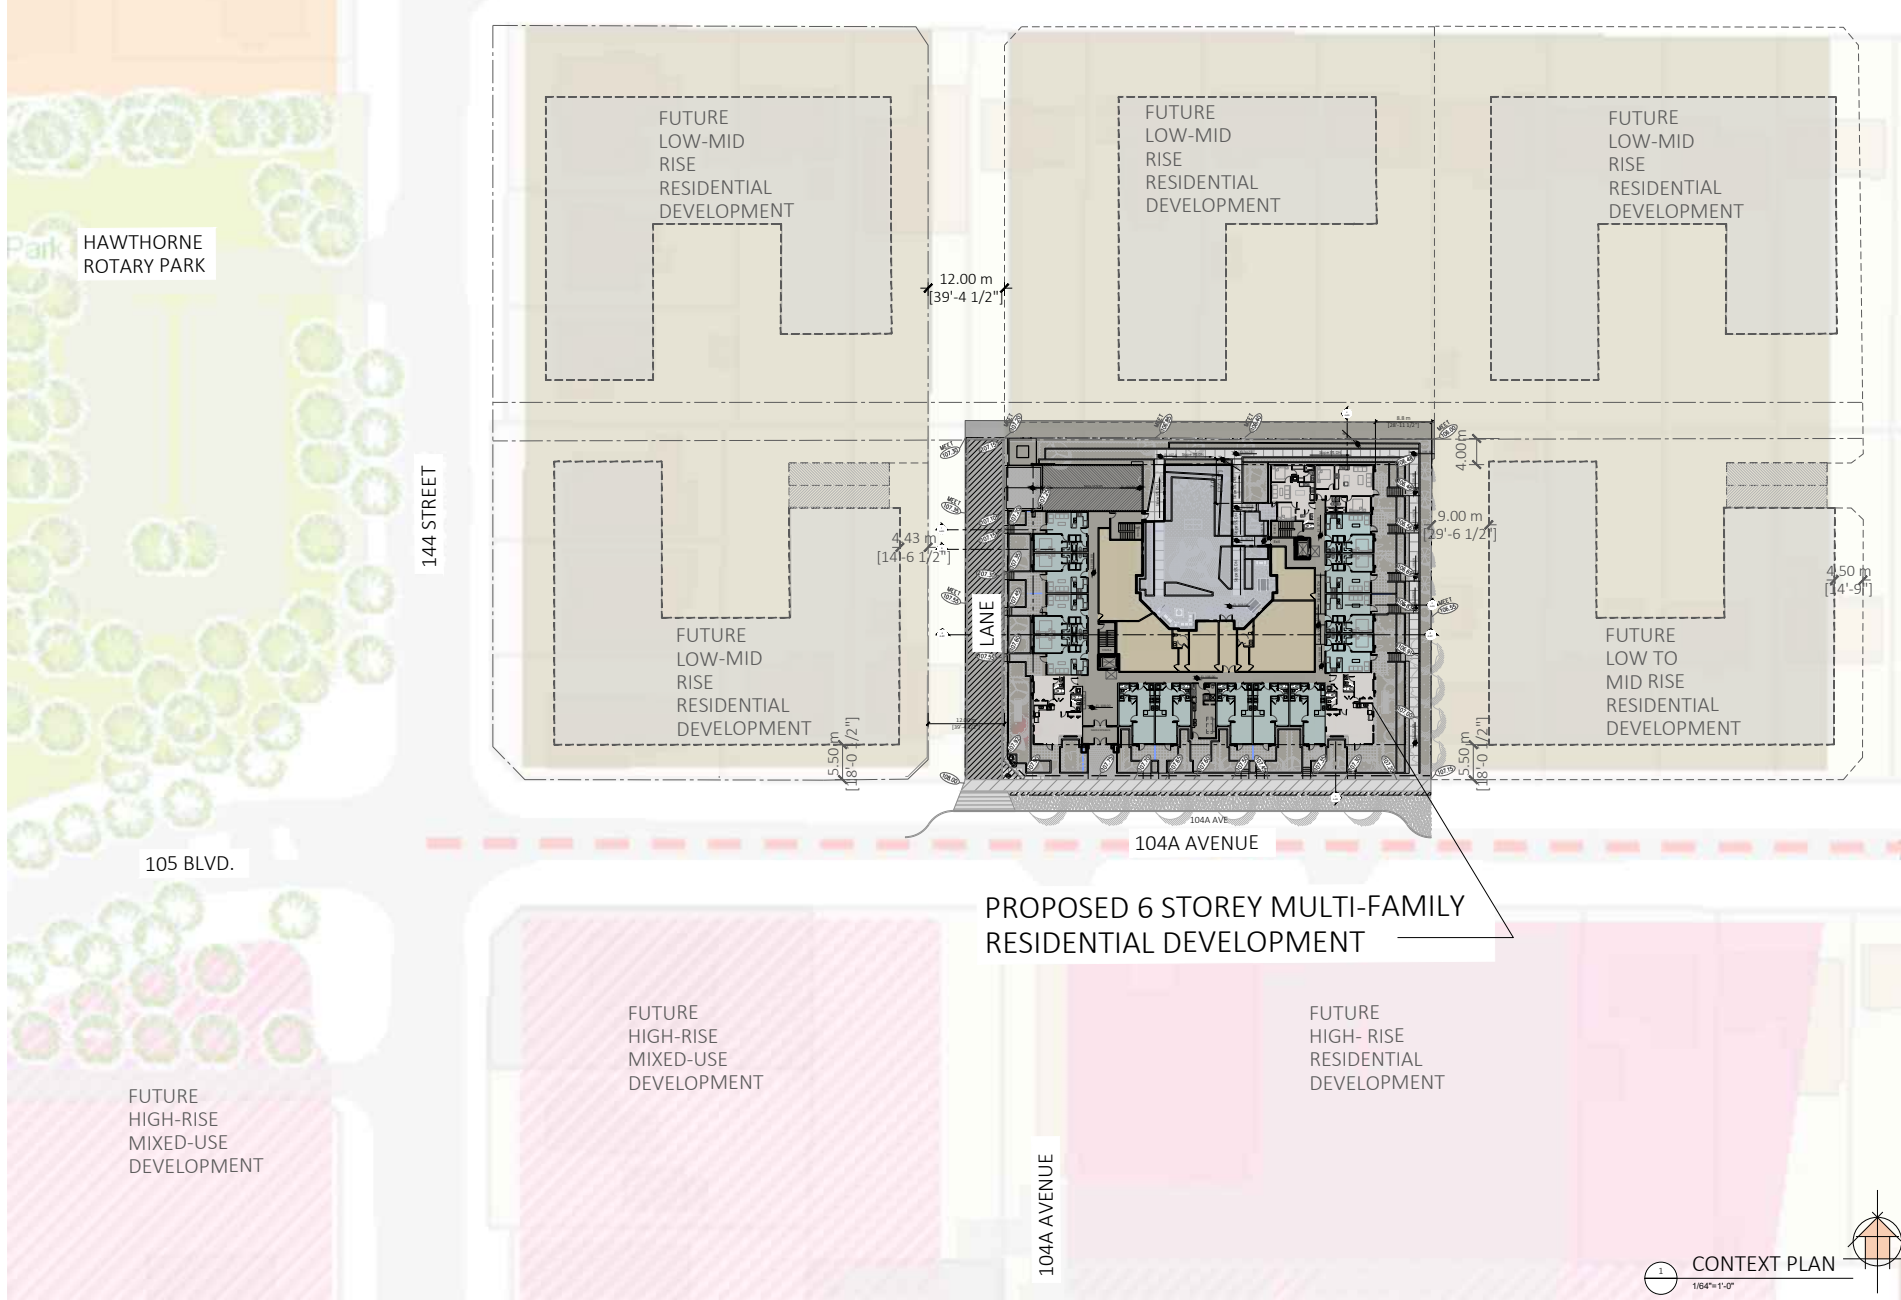 FUTURE
LOW-MID
RISE
RESIDENTIAL
DEVELOPMENT
FUTURE
LOW-MID
RISE
RESIDENTIAL
DEVELOPMENT
FUTURE
LOW-MID
RISE
RESIDENTIAL
DEVELOPMENT
Park
HAWTHORNE
ROTARY PARK
12.00 m
[39'-4 1/2"]
144 STREET
4.00 m
4.43 m
[14'-6 1/2"]
9.00 m
[29'-6 1/2"]
4.50 m
[14'-9"]
LANE
FUTURE
LOW-MID
RISE
RESIDENTIAL
DEVELOPMENT
FUTURE
LOW TO
MID RISE
RESIDENTIAL
DEVELOPMENT
5.50 m
[18'-0 1/2"]
5.50 m
[18'-0 1/2"]
104A AVE
104A AVENUE
105 BLVD.
PROPOSED 6 STOREY MULTI-FAMILY
RESIDENTIAL DEVELOPMENT
FUTURE
HIGH-RISE
MIXED-USE
DEVELOPMENT
FUTURE
HIGH- RISE
RESIDENTIAL
DEVELOPMENT
FUTURE
HIGH-RISE
MIXED-USE
DEVELOPMENT
104A AVENUE
1
CONTEXT PLAN
1/64"=1'-0"